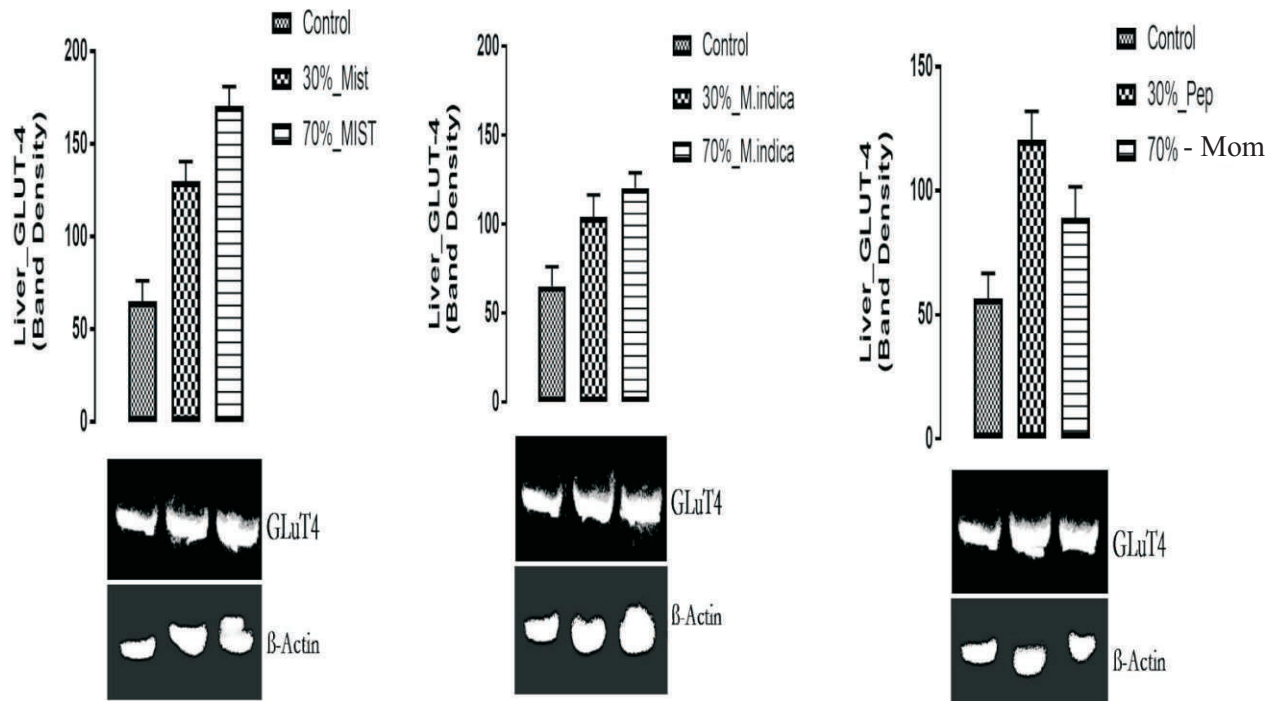 Control
30%_Mist
70%_MIST
Liver_GLUT-4
(Band Density)
200
150
100
50
0
GLuT4
ß-Actin
Control
30%_M.indica
70%_M.indica
Liver_GLUT-4
(Band Density)
200
150
100
50
0
GLuT4
ß-Actin
Control
30%_Pep
70% - Mom
Liver_GLUT-4
(Band Density)
150
100
50
0
GLuT4
ß-Actin